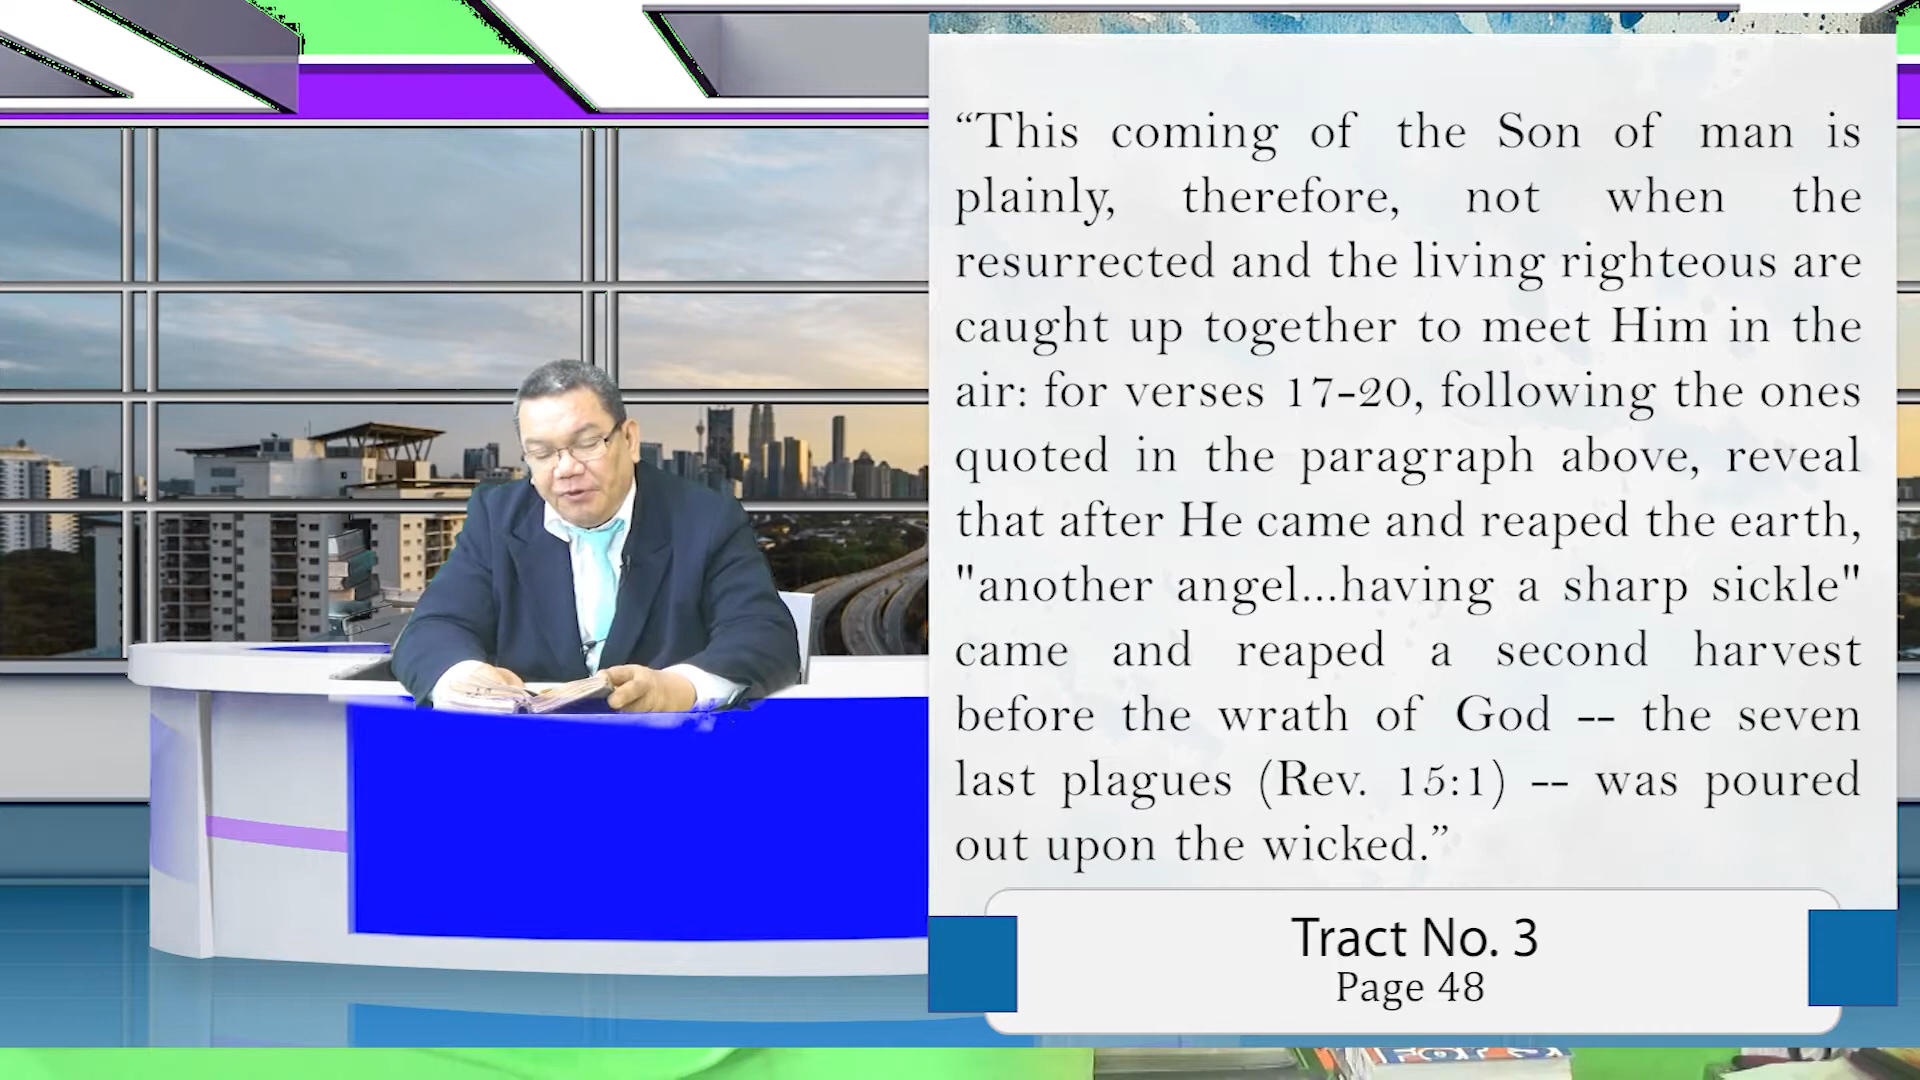 “This coming of the Son of man is
plainly, therefore, not when the
resurrected and the living righteous are
caught up together to meet Him in the
air: for verses 17-20, following the ones
quoted in the paragraph above, reveal
that after He came and reaped the earth,
"another angel...having a sharp sickle"
came and reaped a second harvest
before the wrath of God -- the seven
last plagues (Rev. 15:1) -- was poured
out upon the wicked.”
Tract No. 3
Page 48